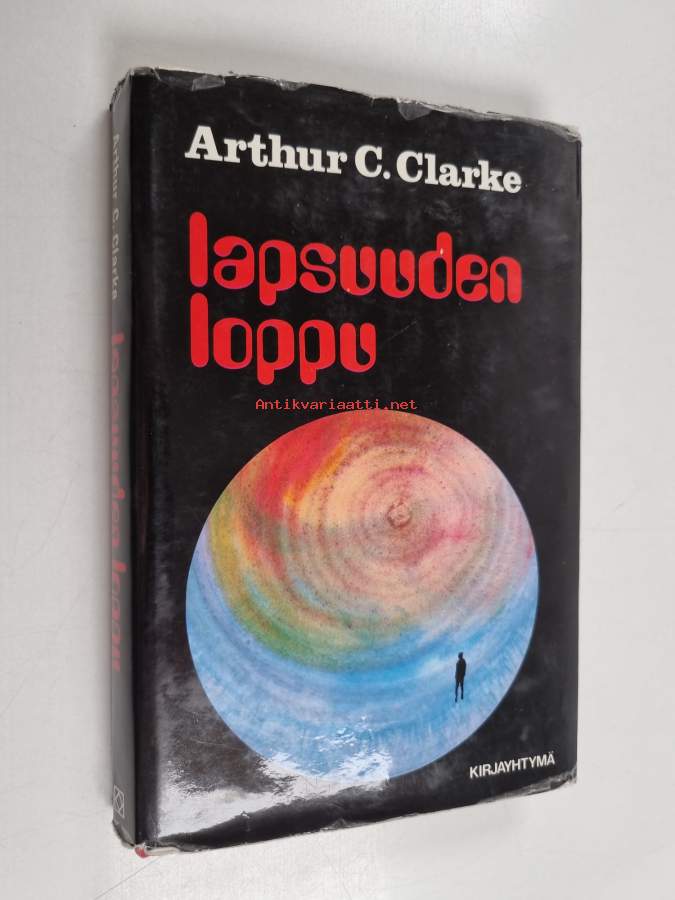 Arthur C. Clarke
lapsuuden
loppu
Antikvariaatti.net
KIRJAYHTYMÄ
Arthur C. Clarke
lapsuuden loppu